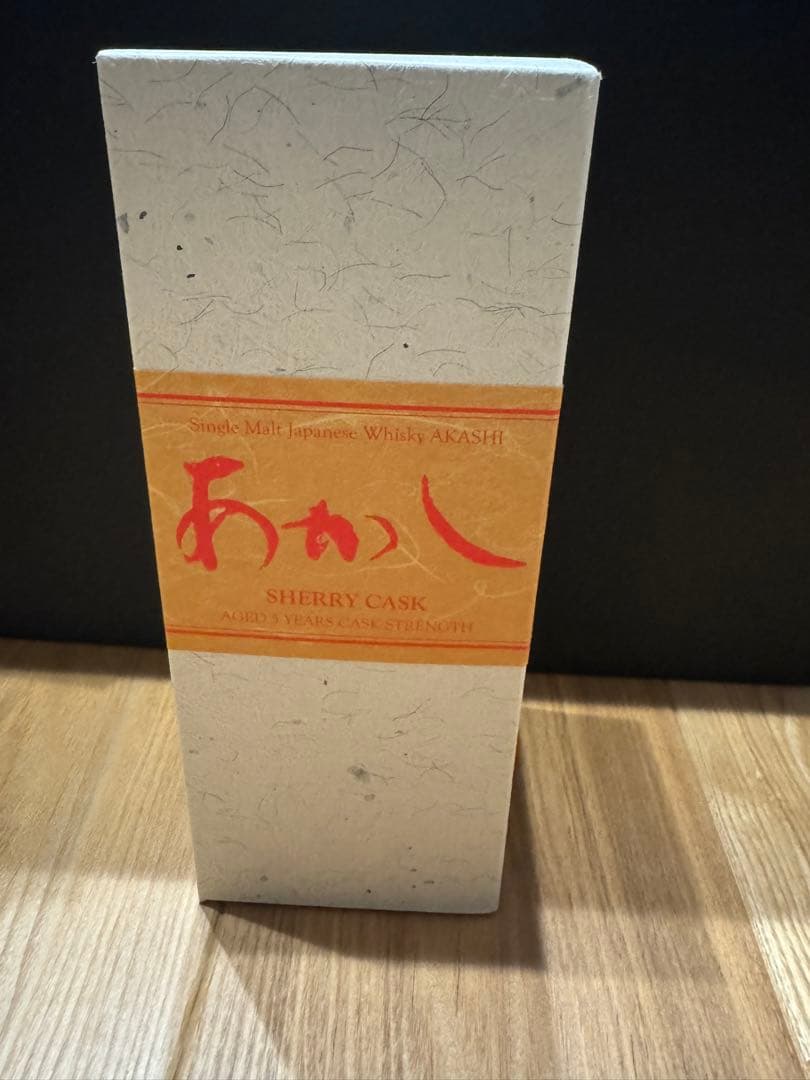 Single Malt Japanese Whisky AKASHI
あかし
SHERRY CASK
AGED 5 YEARS CASK STRENGTH